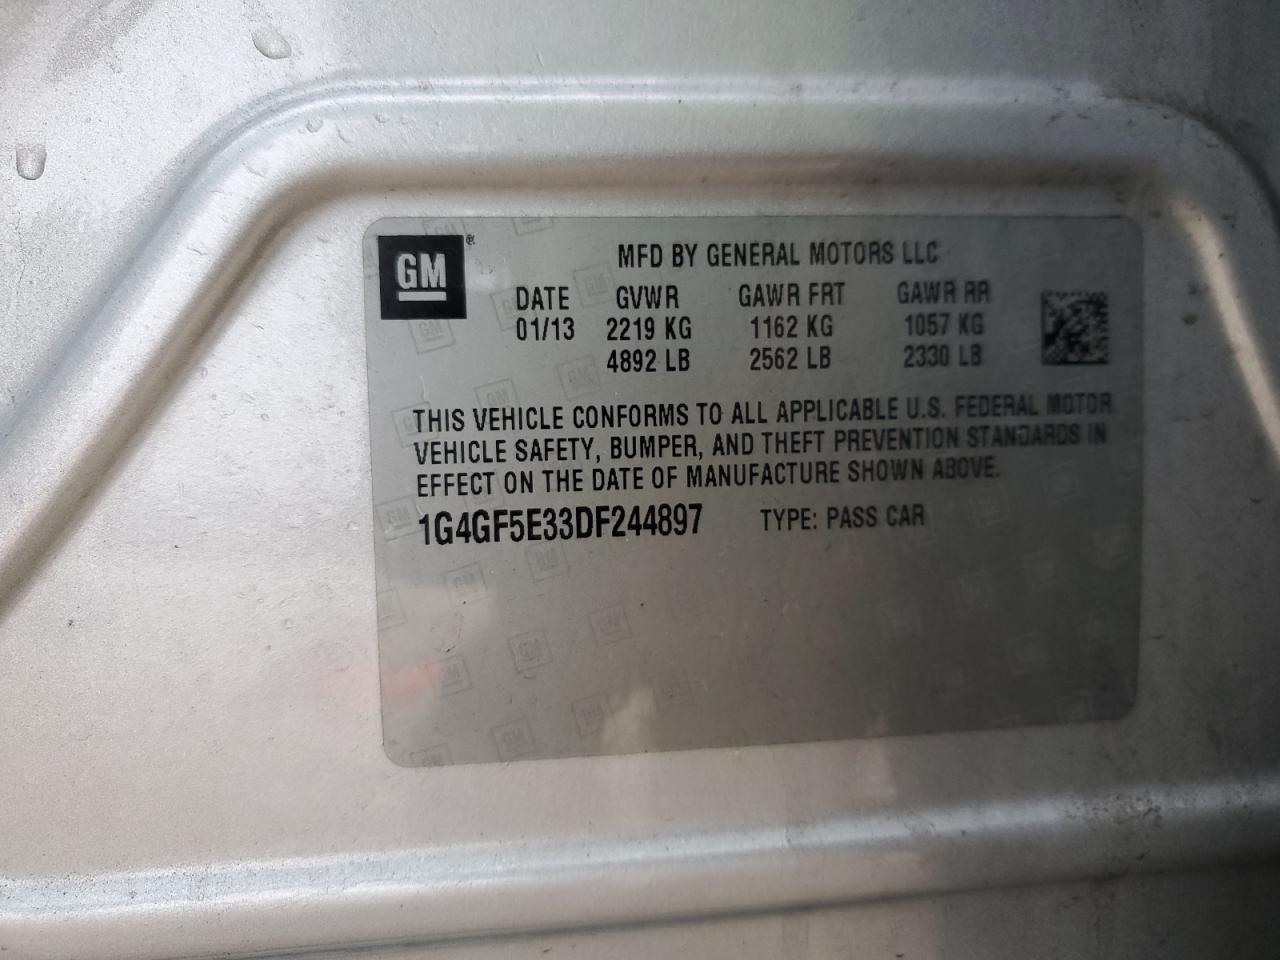 GM ®
MFD BY GENERAL MOTORS LLC
DATE GVWR GAWR FRT GAWR RR
01/13 2219 KG 1162 KG 1057 KG
4892 LB 2562 LB 2330 LB
THIS VEHICLE CONFORMS TO ALL APPLICABLE U.S. FEDERAL MOTOR
VEHICLE SAFETY, BUMPER, AND THEFT PREVENTION STANDARDS IN
EFFECT ON THE DATE OF MANUFACTURE SHOWN ABOVE.
1G4GF5E33DF244897 TYPE: PASS CAR